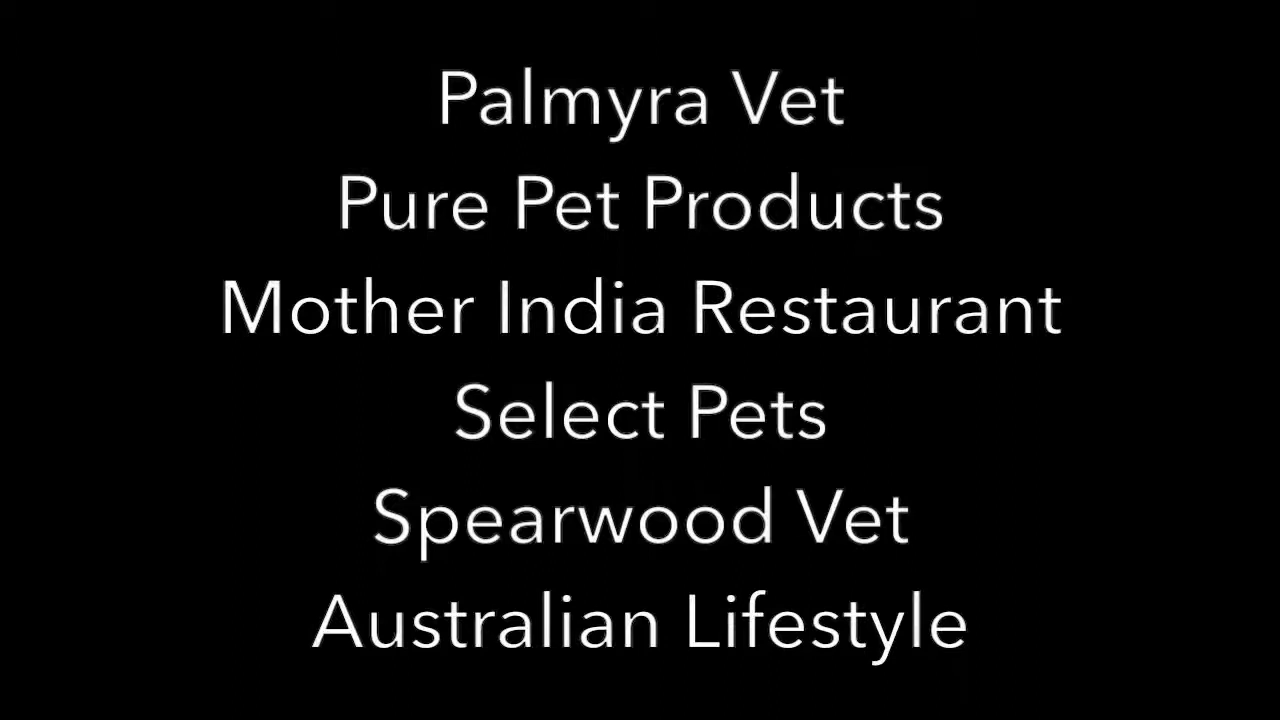 Palmyra Vet
Pure Pet Products
Mother India Restaurant
Select Pets
Spearwood Vet
Australian Lifestyle